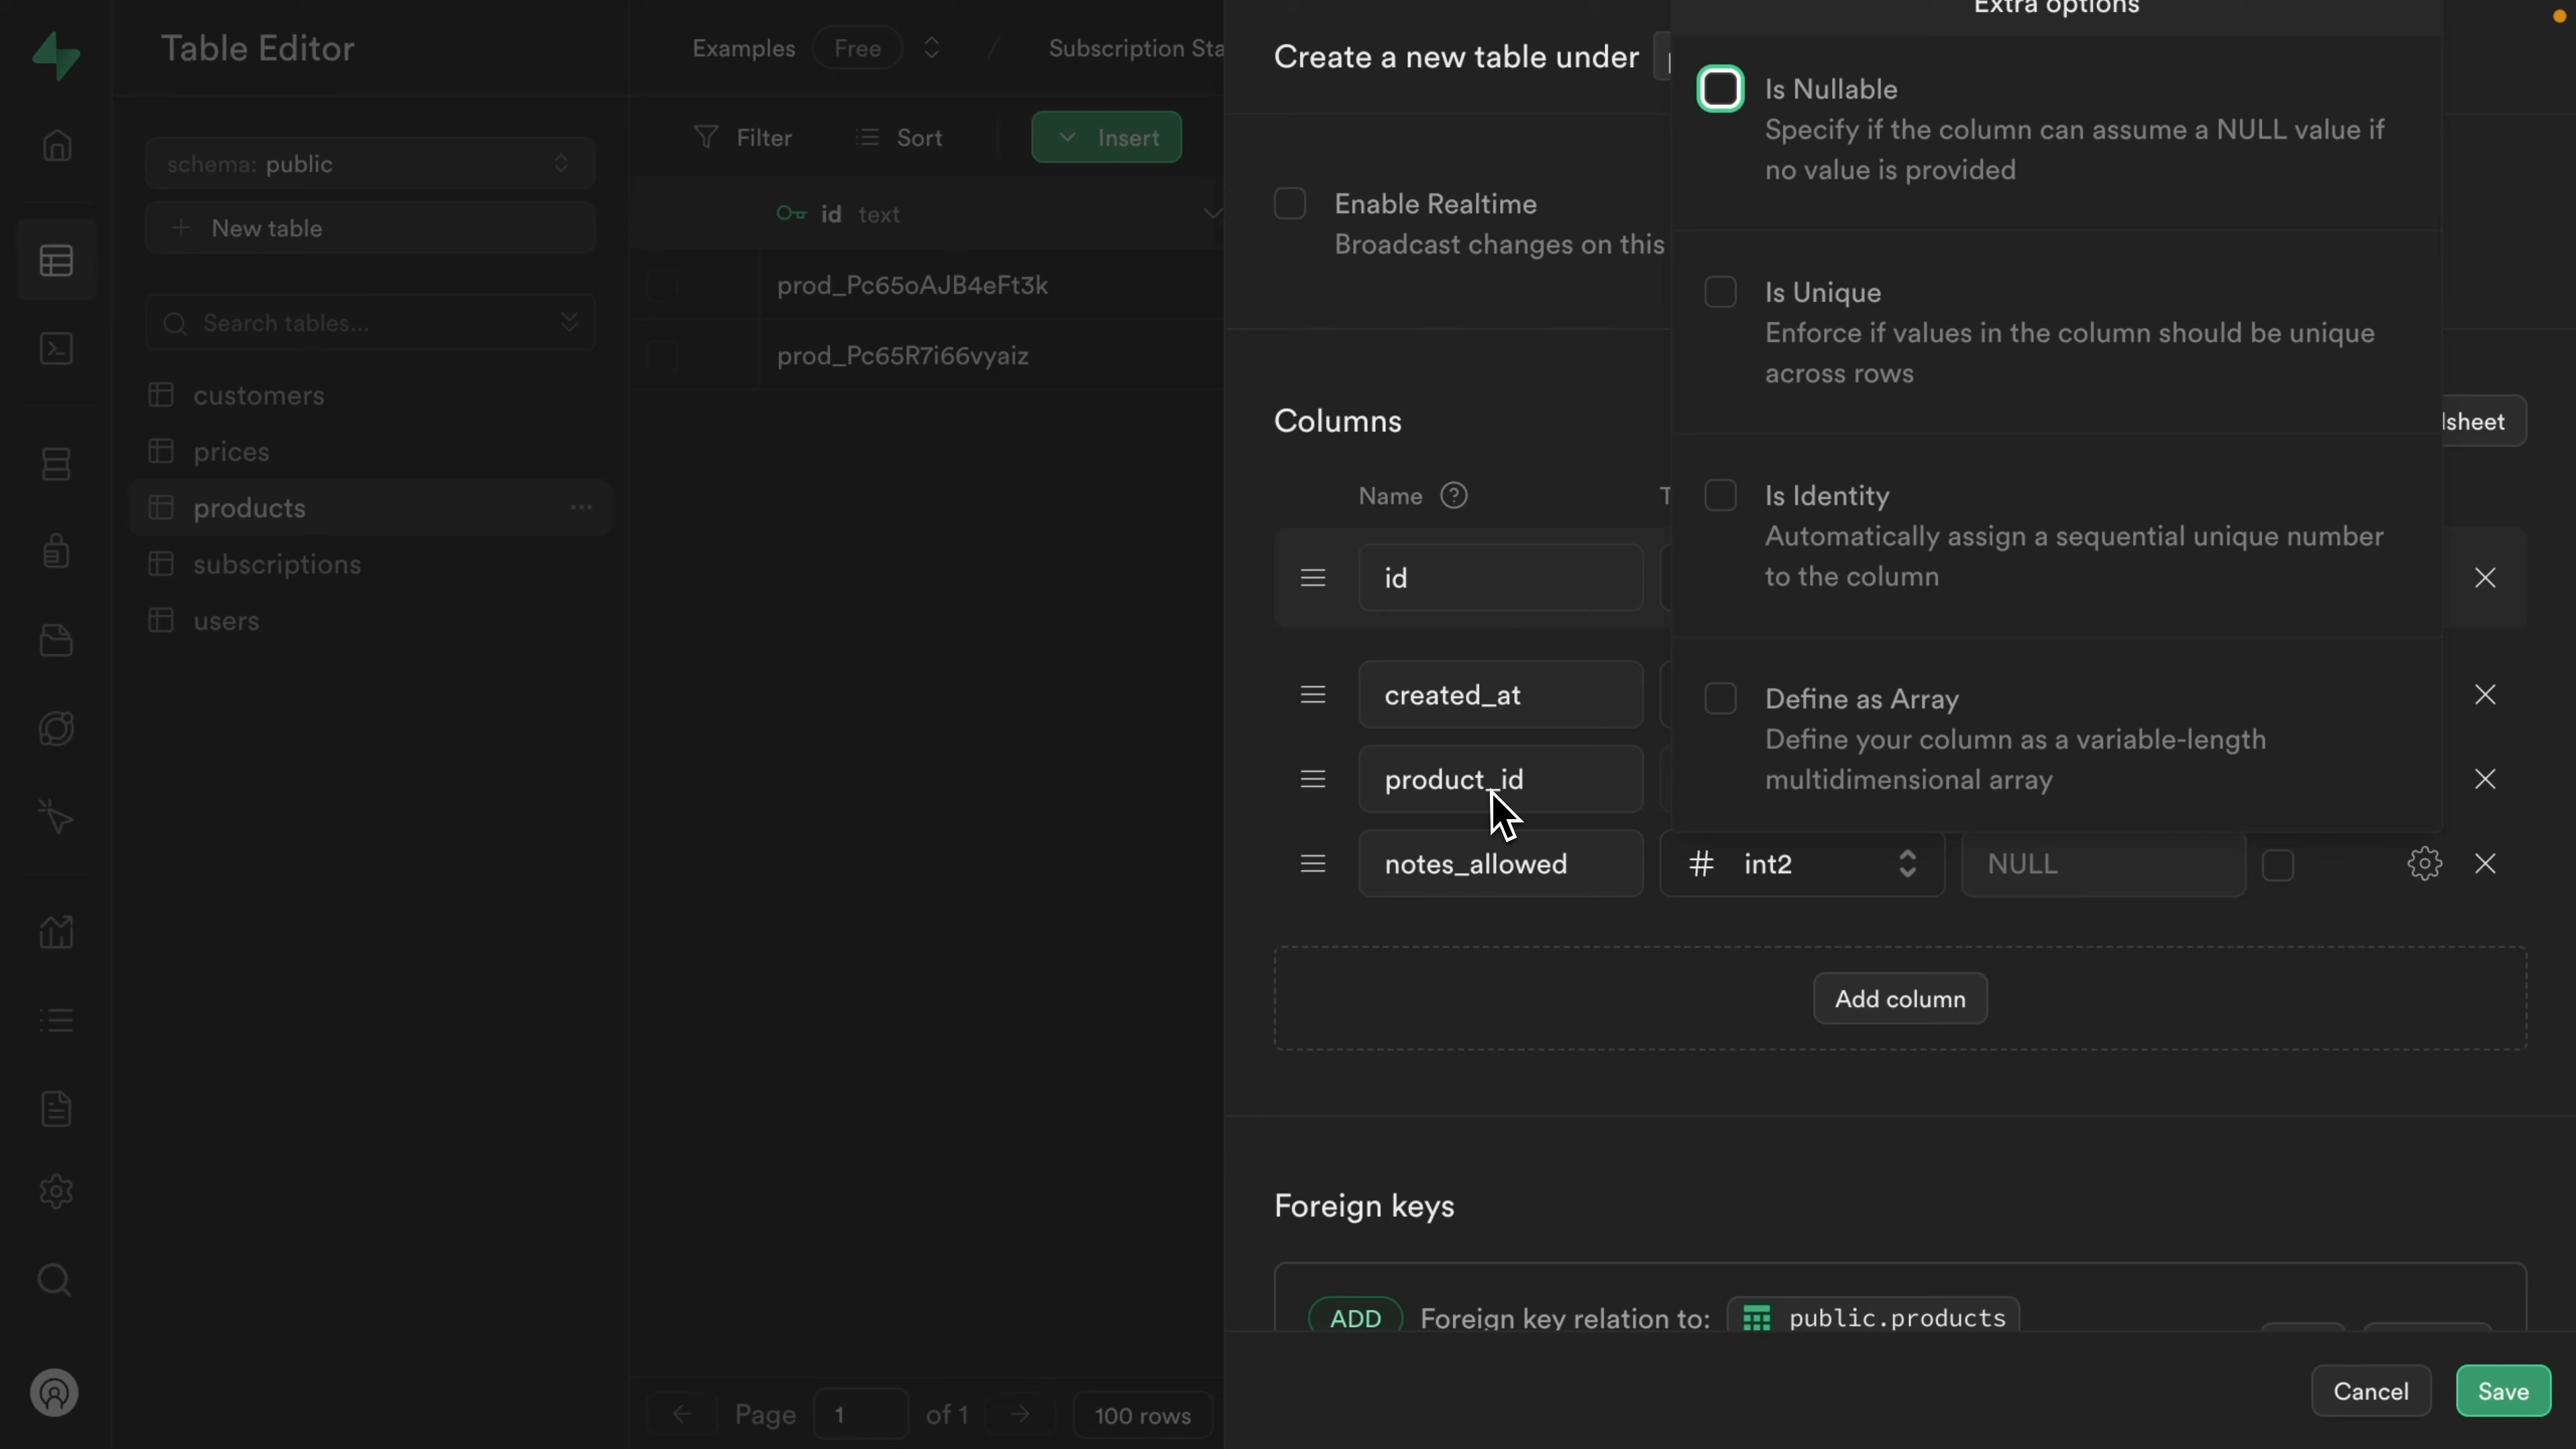 Table Editor
schema: public
New table
Search tables...
customers
prices
products
subscriptions
users
Examples
Free
/
Subscription Sta
Filter
Sort
Insert
id text
prod_Pc65oAJB4eFt3k
prod_Pc65R7i66vyaiz
Page 1 of 1
100 rows
Create a new table under
Enable Realtime
Broadcast changes on this
Columns
lsheet
Name
T
id
created_at
product_id
notes_allowed
# int2
NULL
Extra options
Is Nullable
Specify if the column can assume a NULL value if
no value is provided
Is Unique
Enforce if values in the column should be unique
across rows
Is Identity
Automatically assign a sequential unique number
to the column
Define as Array
Define your column as a variable-length
multidimensional array
Add column
Foreign keys
ADD Foreign key relation to: public.products
Cancel
Save